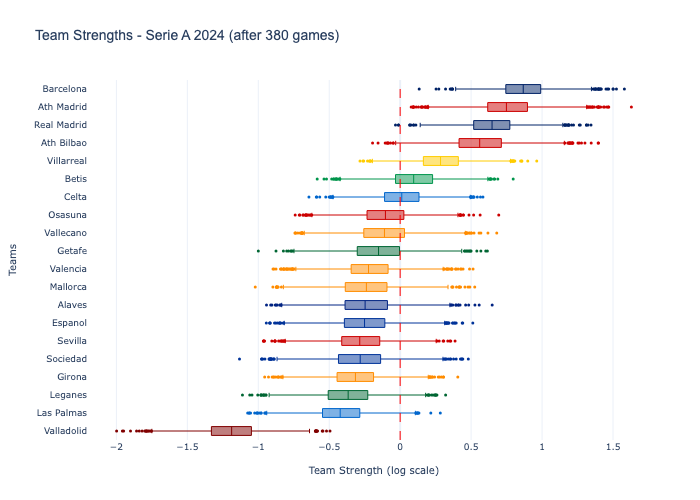 Team Strengths - Serie A 2024 (after 380 games)
Barcelona
Ath Madrid
Real Madrid
Ath Bilbao
Villarreal
Betis
Celta
Osasuna
Vallecano
Getafe
Valencia
Mallorca
Alaves
Espanol
Sevilla
Sociedad
Girona
Leganes
Las Palmas
Valladolid
Teams
−2 −1.5 −1 −0.5 0 0.5 1 1.5
Team Strength (log scale)